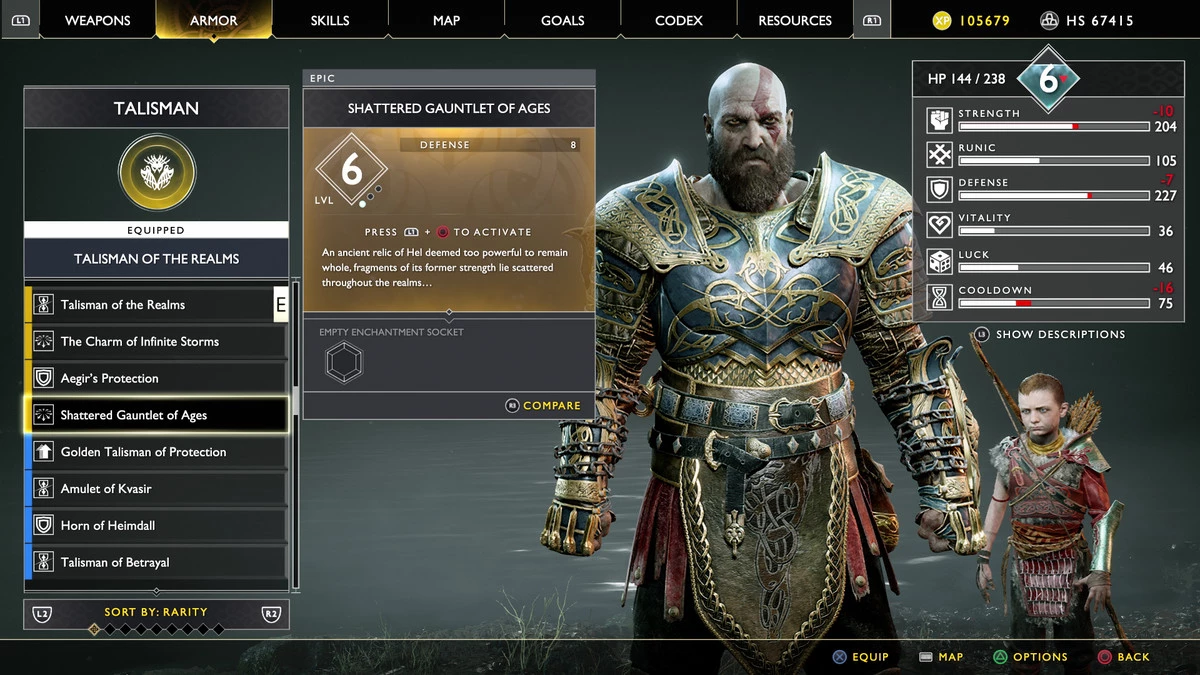 L1 WEAPONS ARMOR SKILLS MAP GOALS CODEX RESOURCES R1 XP 105679 HS 67415
TALISMAN
EQUIPPED
TALISMAN OF THE REALMS
Talisman of the Realms E
The Charm of Infinite Storms
Aegir's Protection
Shattered Gauntlet of Ages
Golden Talisman of Protection
Amulet of Kvasir
Horn of Heimdall
Talisman of Betrayal
L2 SORT BY: RARITY R2
EPIC
SHATTERED GAUNTLET OF AGES
DEFENSE 8
6
LVL
PRESS L1 + TO ACTIVATE
An ancient relic of Hel deemed too powerful to remain
whole, fragments of its former strength lie scattered
throughout the realms...
EMPTY ENCHANTMENT SOCKET
R3 COMPARE
HP 144 / 238 6
STRENGTH -10
204
RUNIC
105
DEFENSE -7
227
VITALITY
36
LUCK
46
COOLDOWN -16
75
L3 SHOW DESCRIPTIONS
EQUIP MAP OPTIONS BACK